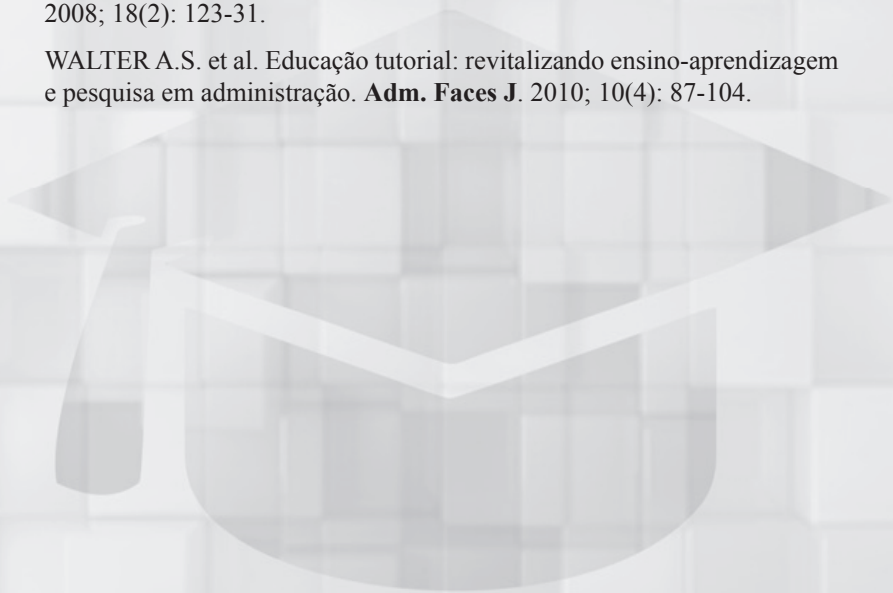 2008; 18(2): 123-31.
WALTER A.S. et al. Educação tutorial: revitalizando ensino-aprendizagem
e pesquisa em administração. Adm. Faces J. 2010; 10(4): 87-104.